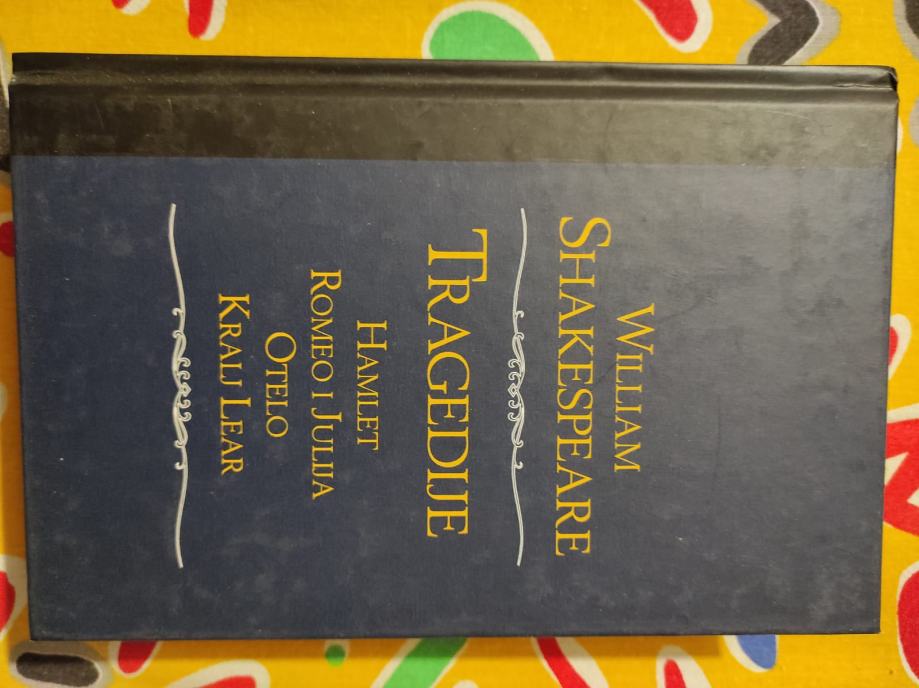 WILLIAM
SHAKESPEARE
TRAGEDIJE
HAMLET
ROMEO I JULIJA
OTELO
KRALJ LEAR